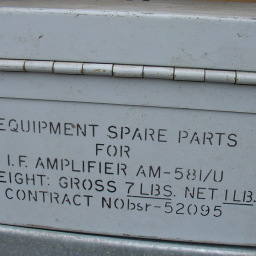 EQUIPMENT SPARE PARTS
FOR
I.F. AMPLIFIER AM-581/U
EIGHT: GROSS 7 LBS. NET 1 LB.
CONTRACT NObsr-52095